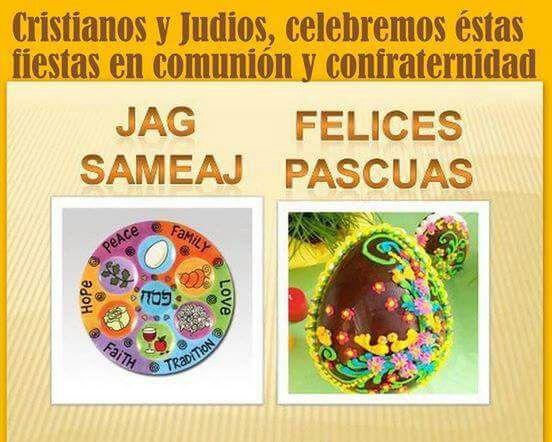 Cristianos y Judios, celebremos éstas
fiestas en comunión y confraternidad
JAG
SAMEAJ
FELICES
PASCUAS
PEACE
FAMILY
HOPE
LOVE
פסח
FAITH
TRADITION